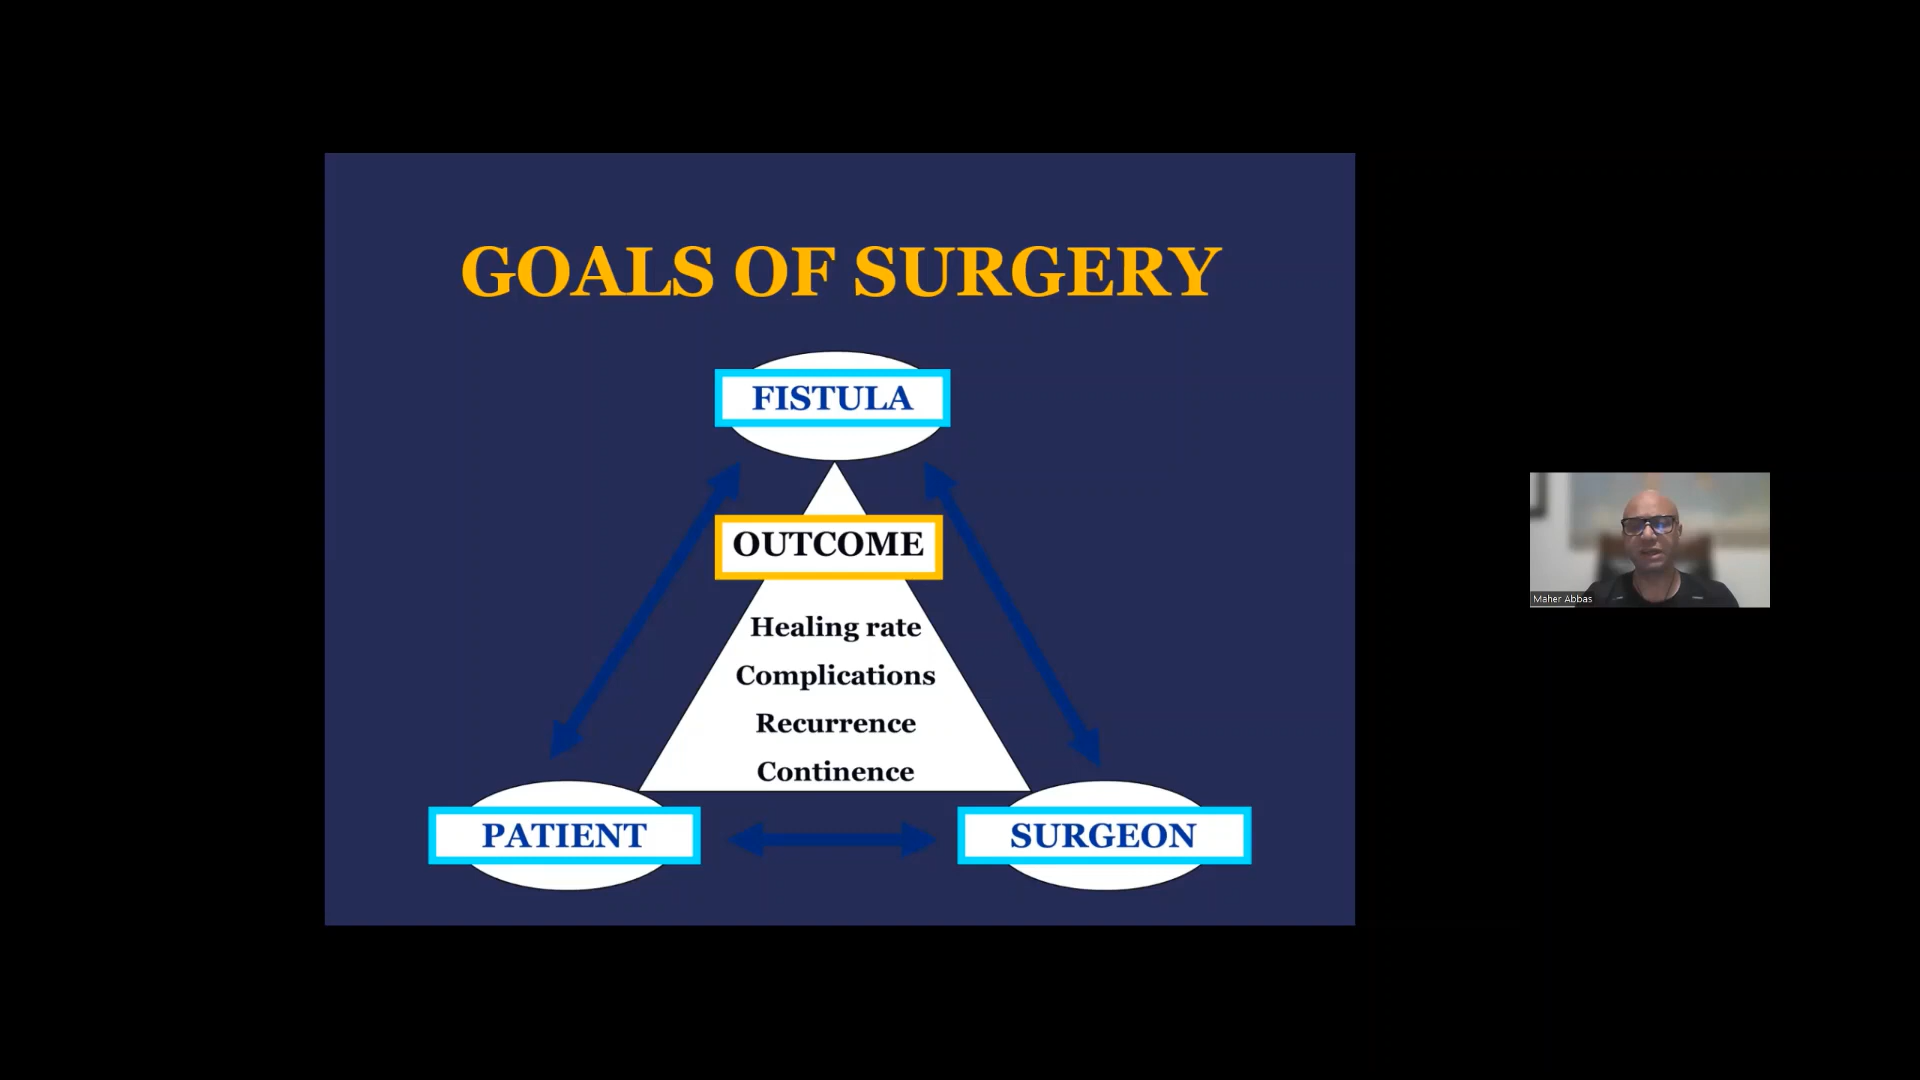 GOALS OF SURGERY
FISTULA
OUTCOME
Healing rate
Complications
Recurrence
Continence
PATIENT
SURGEON
Maher Abbas